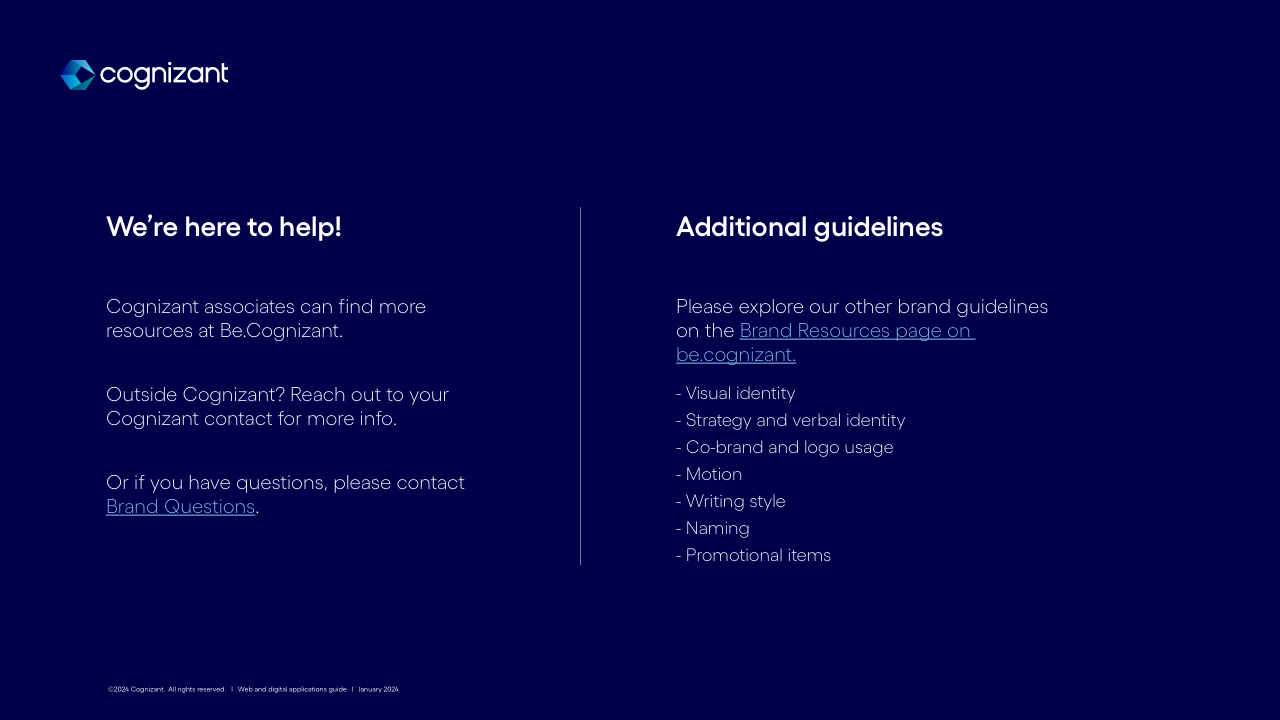 cognizant
We’re here to help!
Cognizant associates can find more
resources at Be.Cognizant.
Outside Cognizant? Reach out to your
Cognizant contact for more info.
Or if you have questions, please contact
Brand Questions.
Additional guidelines
Please explore our other brand guidelines
on the Brand Resources page on
be.cognizant.
- Visual identity
- Strategy and verbal identity
- Co-brand and logo usage
- Motion
- Writing style
- Naming
- Promotional items
©2024 Cognizant. All rights reserved. I Web and digital applications guide I January 2024